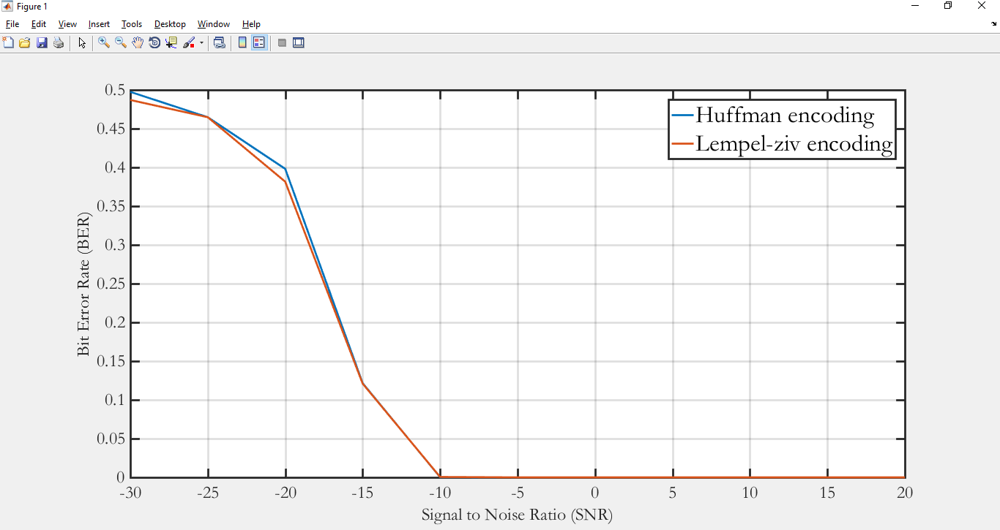 Figure 1
File Edit View Insert Tools Desktop Window Help
Huffman encoding
Lempel-ziv encoding
0.5
0.45
0.4
0.35
0.3
0.25
0.2
0.15
0.1
0.05
0
Bit Error Rate (BER)
-30 -25 -20 -15 -10 -5 0 5 10 15 20
Signal to Noise Ratio (SNR)